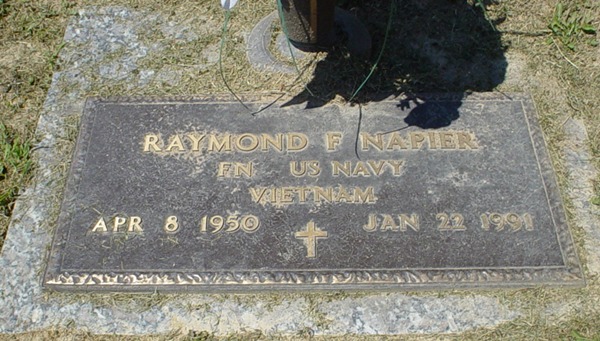 RAYMOND F NAPIER
FN US NAVY
VIETNAM
APR 8 1950 JAN 22 1991